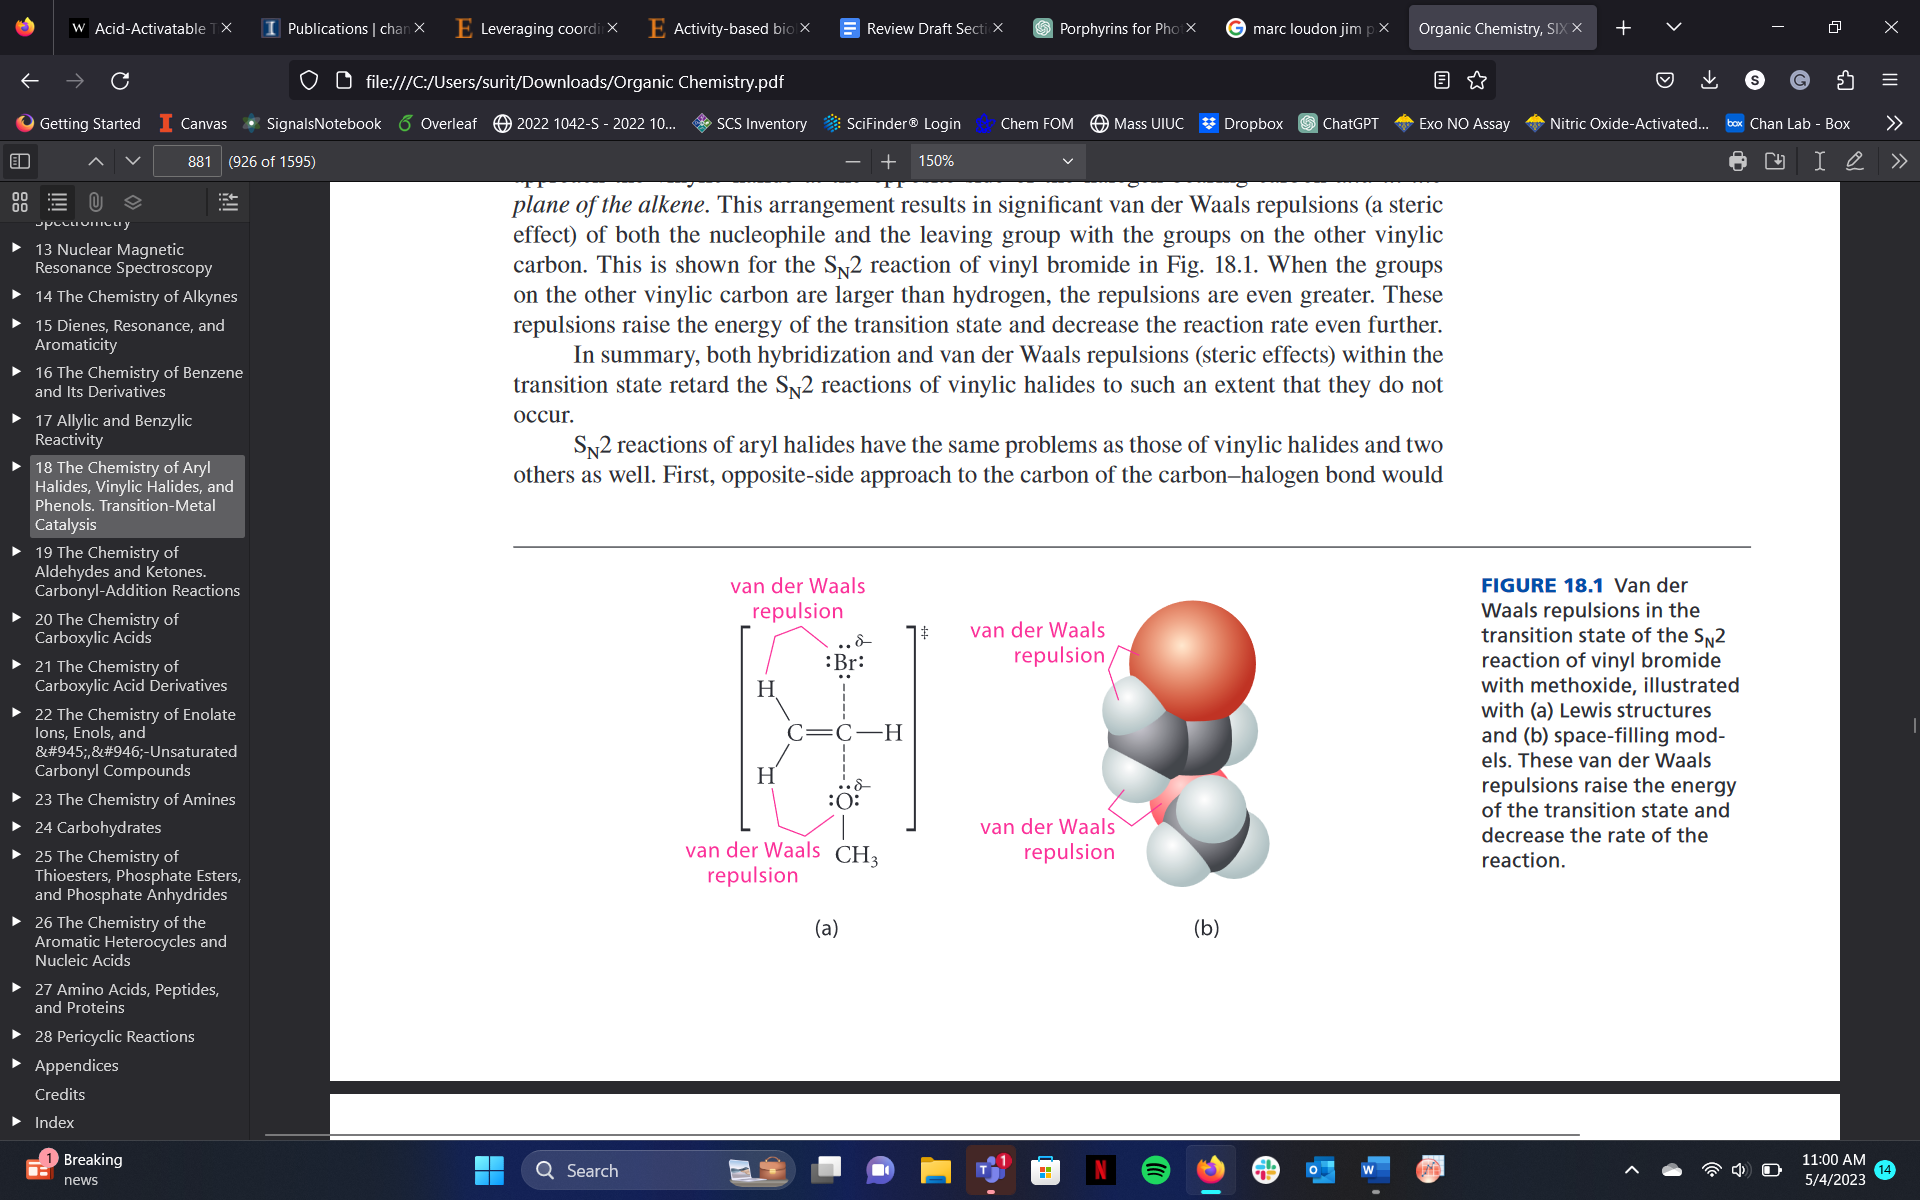 Acid-Activatable T
Publications | chan
Leveraging coordi
Activity-based bio
Review Draft Secti
Porphyrins for Phot
marc loudon jim p
Organic Chemistry, SIX
file:///C:/Users/surit/Downloads/Organic Chemistry.pdf
Getting Started
Canvas
SignalsNotebook
Overleaf
2022 1042-S - 2022 10...
SCS Inventory
SciFinder® Login
Chem FOM
Mass UIUC
Dropbox
ChatGPT
Exo NO Assay
Nitric Oxide-Activated...
Chan Lab - Box
881 (926 of 1595)
150%
Spectrometry
13 Nuclear Magnetic
Resonance Spectroscopy
14 The Chemistry of Alkynes
15 Dienes, Resonance, and
Aromaticity
16 The Chemistry of Benzene
and Its Derivatives
17 Allylic and Benzylic
Reactivity
18 The Chemistry of Aryl
Halides, Vinylic Halides, and
Phenols. Transition-Metal
Catalysis
19 The Chemistry of
Aldehydes and Ketones.
Carbonyl-Addition Reactions
20 The Chemistry of
Carboxylic Acids
21 The Chemistry of
Carboxylic Acid Derivatives
22 The Chemistry of Enolate
Ions, Enols, and
&#945;,&#946;-Unsaturated
Carbonyl Compounds
23 The Chemistry of Amines
24 Carbohydrates
25 The Chemistry of
Thioesters, Phosphate Esters,
and Phosphate Anhydrides
26 The Chemistry of the
Aromatic Heterocycles and
Nucleic Acids
27 Amino Acids, Peptides,
and Proteins
28 Pericyclic Reactions
Appendices
Credits
Index
plane of the alkene. This arrangement results in significant van der Waals repulsions (a steric
effect) of both the nucleophile and the leaving group with the groups on the other vinylic
carbon. This is shown for the SN2 reaction of vinyl bromide in Fig. 18.1. When the groups
on the other vinylic carbon are larger than hydrogen, the repulsions are even greater. These
repulsions raise the energy of the transition state and decrease the reaction rate even further.
In summary, both hybridization and van der Waals repulsions (steric effects) within the
transition state retard the SN2 reactions of vinylic halides to such an extent that they do not
occur.
SN2 reactions of aryl halides have the same problems as those of vinylic halides and two
others as well. First, opposite-side approach to the carbon of the carbon–halogen bond would
van der Waals
repulsion
δ–
:Br:
‡
H
C=C—H
H
δ–
:O:
CH3
van der Waals
repulsion
(a)
van der Waals
repulsion
van der Waals
repulsion
(b)
FIGURE 18.1 Van der
Waals repulsions in the
transition state of the SN2
reaction of vinyl bromide
with methoxide, illustrated
with (a) Lewis structures
and (b) space-filling mod-
els. These van der Waals
repulsions raise the energy
of the transition state and
decrease the rate of the
reaction.
1
Breaking
news
Search
1
11:00 AM
5/4/2023
14